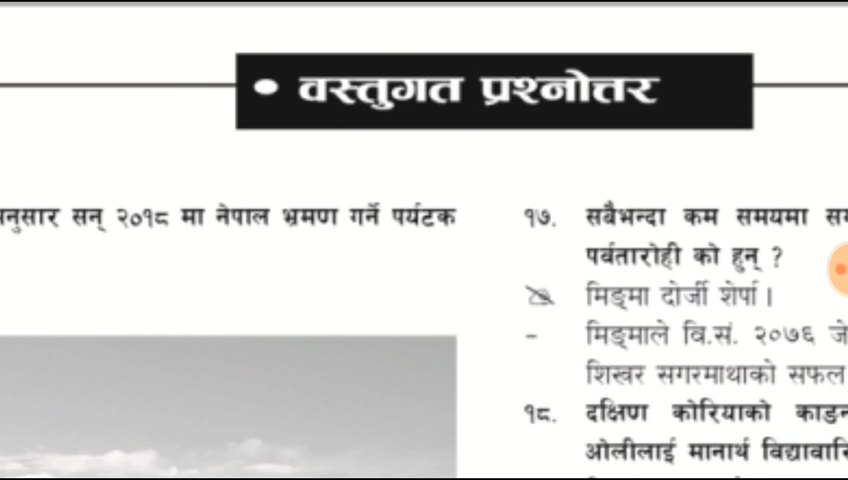 • वस्तुगत प्रश्नोत्तर
सन् २०१८ मा नेपाल भ्रमण गर्ने पर्यटक
१७. सबैभन्दा कम समयमा
पर्वतारोही को हुन् ?
मिङ्मा दोर्जी शेर्पा ।
– मिङ्माले वि.सं. २०७६
शिखर सगरमाथाको सफल
१८. दक्षिण कोरियाको
ओलीलाई मानार्थ